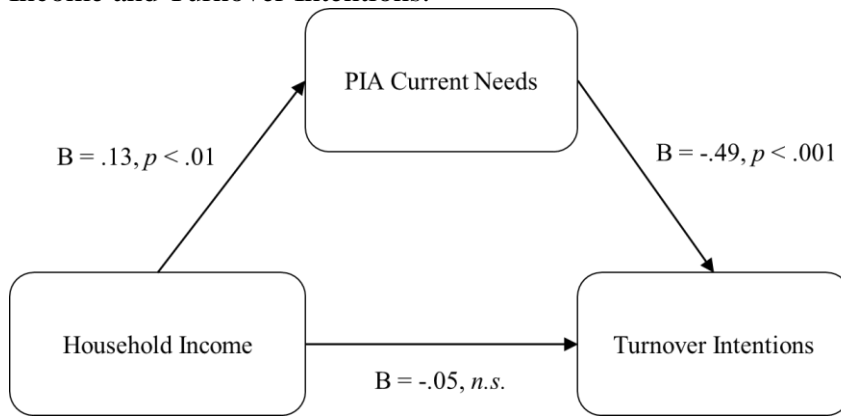 Income and Turnover Intentions.
PIA Current Needs
B = .13, p < .01
B = -.49, p < .001
Household Income
Turnover Intentions
B = -.05, n.s.